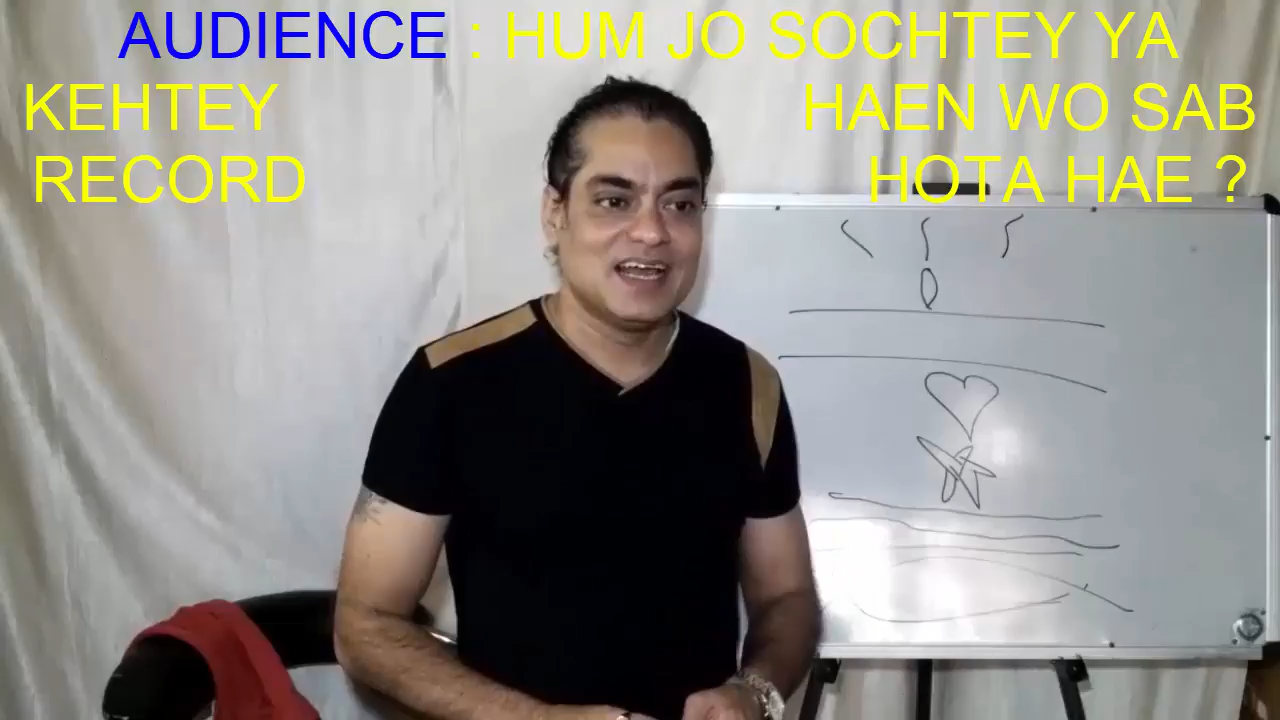 AUDIENCE : HUM JO SOCHTEY YA
KEHTEY HAEN WO SAB
RECORD HOTA HAE ?